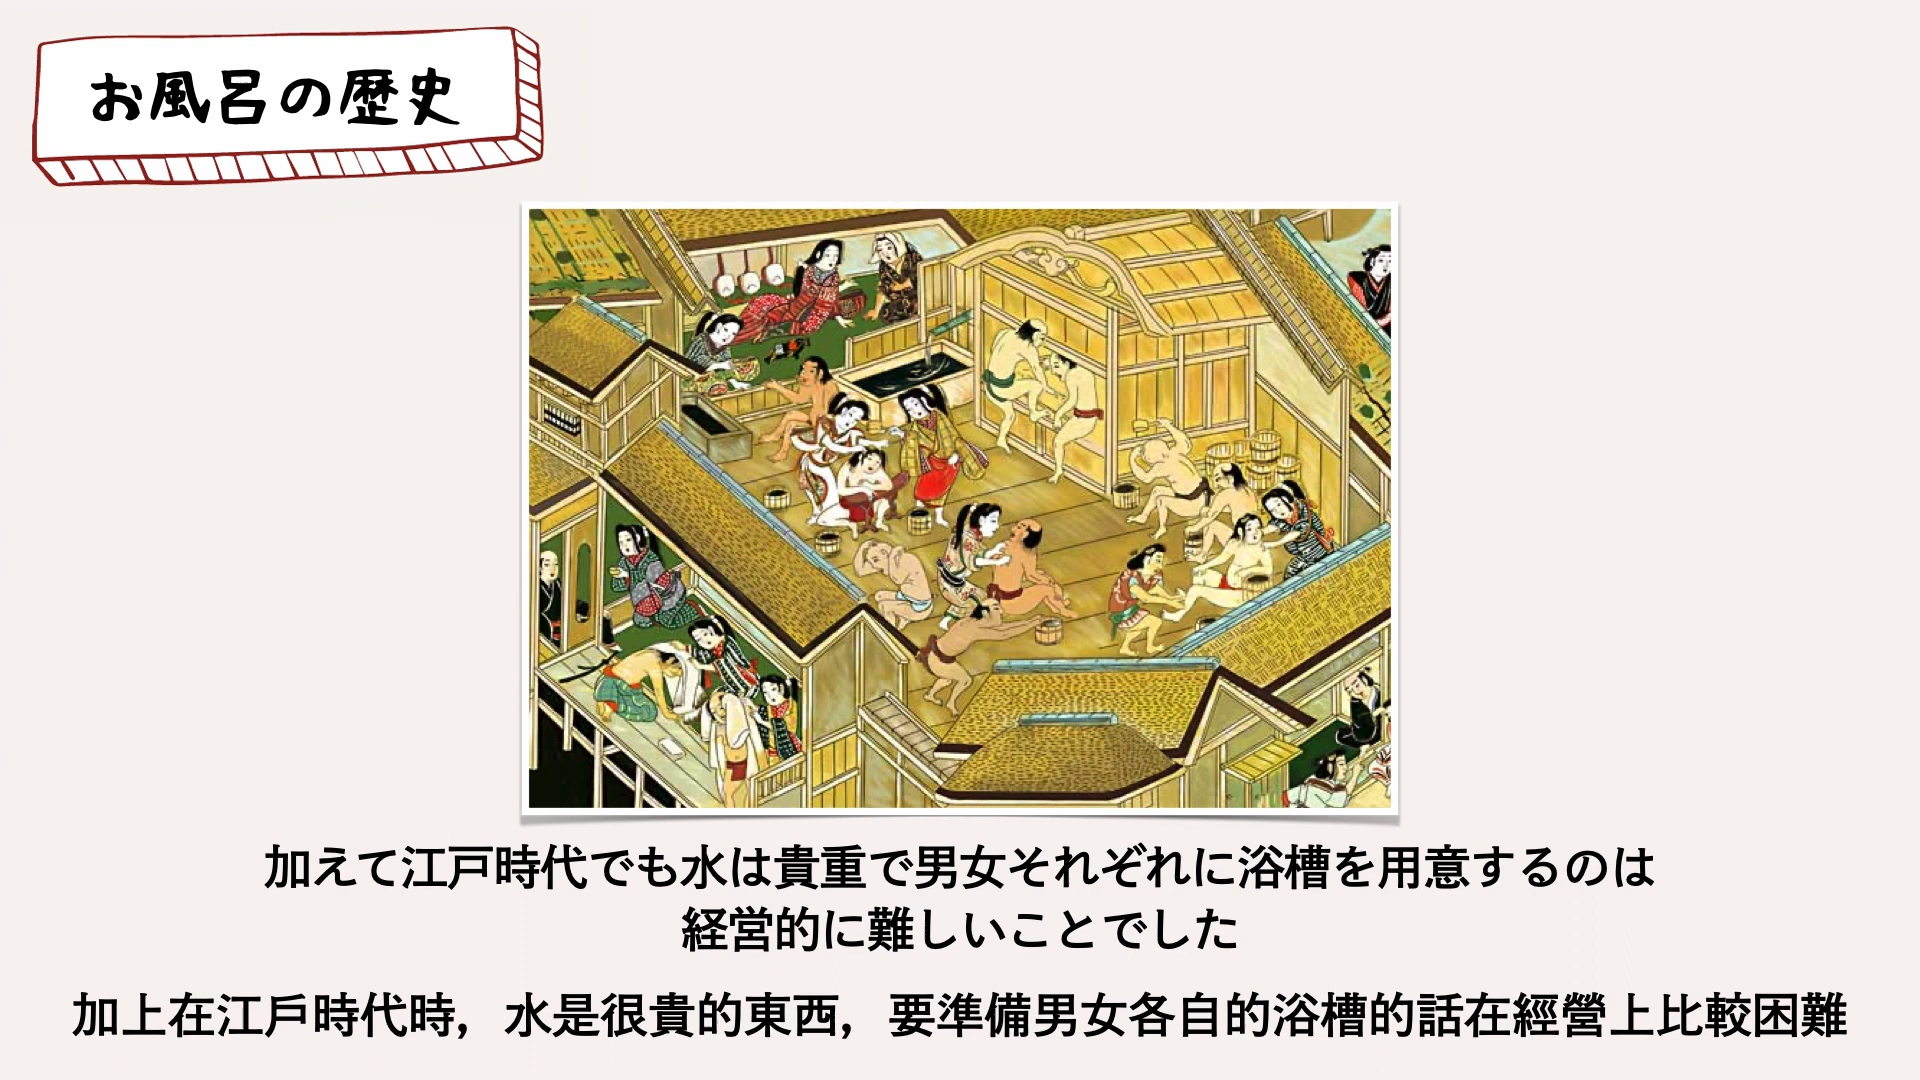 お風呂の歴史
加えて江戸時代でも水は貴重で男女それぞれに浴槽を用意するのは
経営的に難しいことでした
加上在江戶時代時，水是很貴的東西，要準備男女各自的浴槽的話在經營上比較困難